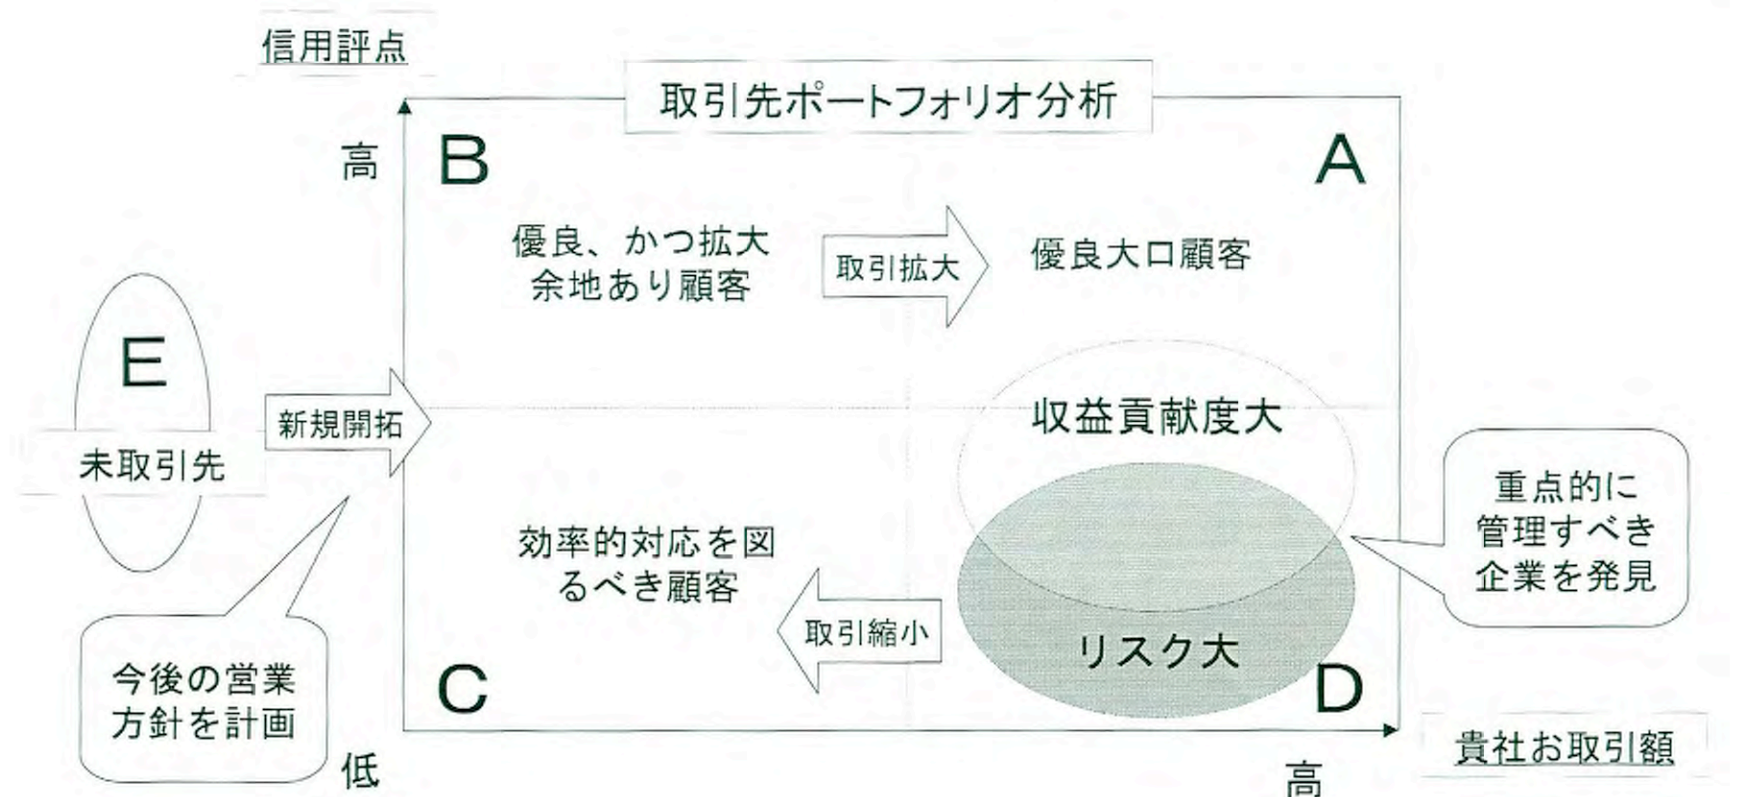 信用評点
取引先ポートフォリオ分析
高
B
A
優良、かつ拡大
余地あり顧客
取引拡大
優良大口顧客
E
未取引先
新規開拓
収益貢献度大
重点的に
管理すべき
企業を発見
効率的対応を図
るべき顧客
取引縮小
リスク大
C
D
今後の営業
方針を計画
低
高
貴社お取引額